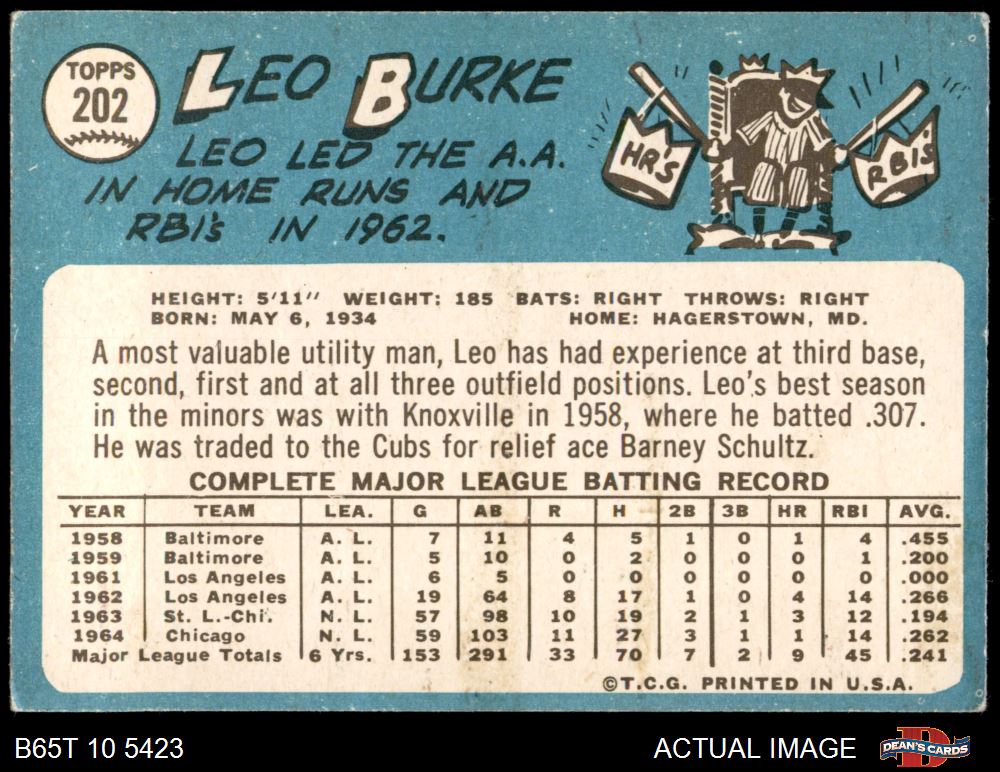 TOPPS
202
LEO BURKE
LEO LED THE A.A.
IN HOME RUNS AND
RBI's IN 1962.
HR'S
RBI'S
HEIGHT: 5'11" WEIGHT: 185 BATS: RIGHT THROWS: RIGHT
BORN: MAY 6, 1934 HOME: HAGERSTOWN, MD.
A most valuable utility man, Leo has had experience at third base,
second, first and at all three outfield positions. Leo's best season
in the minors was with Knoxville in 1958, where he batted .307.
He was traded to the Cubs for relief ace Barney Schultz.
COMPLETE MAJOR LEAGUE BATTING RECORD
YEAR TEAM LEA. G AB R H 2B 3B HR RBI AVG.
1958 Baltimore A. L. 7 11 4 5 1 0 1 4 .455
1959 Baltimore A. L. 5 10 0 2 0 0 0 1 .200
1961 Los Angeles A. L. 6 5 0 0 0 0 0 0 .000
1962 Los Angeles A. L. 19 64 8 17 1 0 4 14 .266
1963 St. L.-Chi. N. L. 57 98 10 19 2 1 3 12 .194
1964 Chicago N. L. 59 103 11 27 3 1 1 14 .262
Major League Totals 6 Yrs. 153 291 33 70 7 2 9 45 .241
©T.C.G. PRINTED IN U.S.A.
B65T 10 5423 ACTUAL IMAGE D DEAN'S CARDS